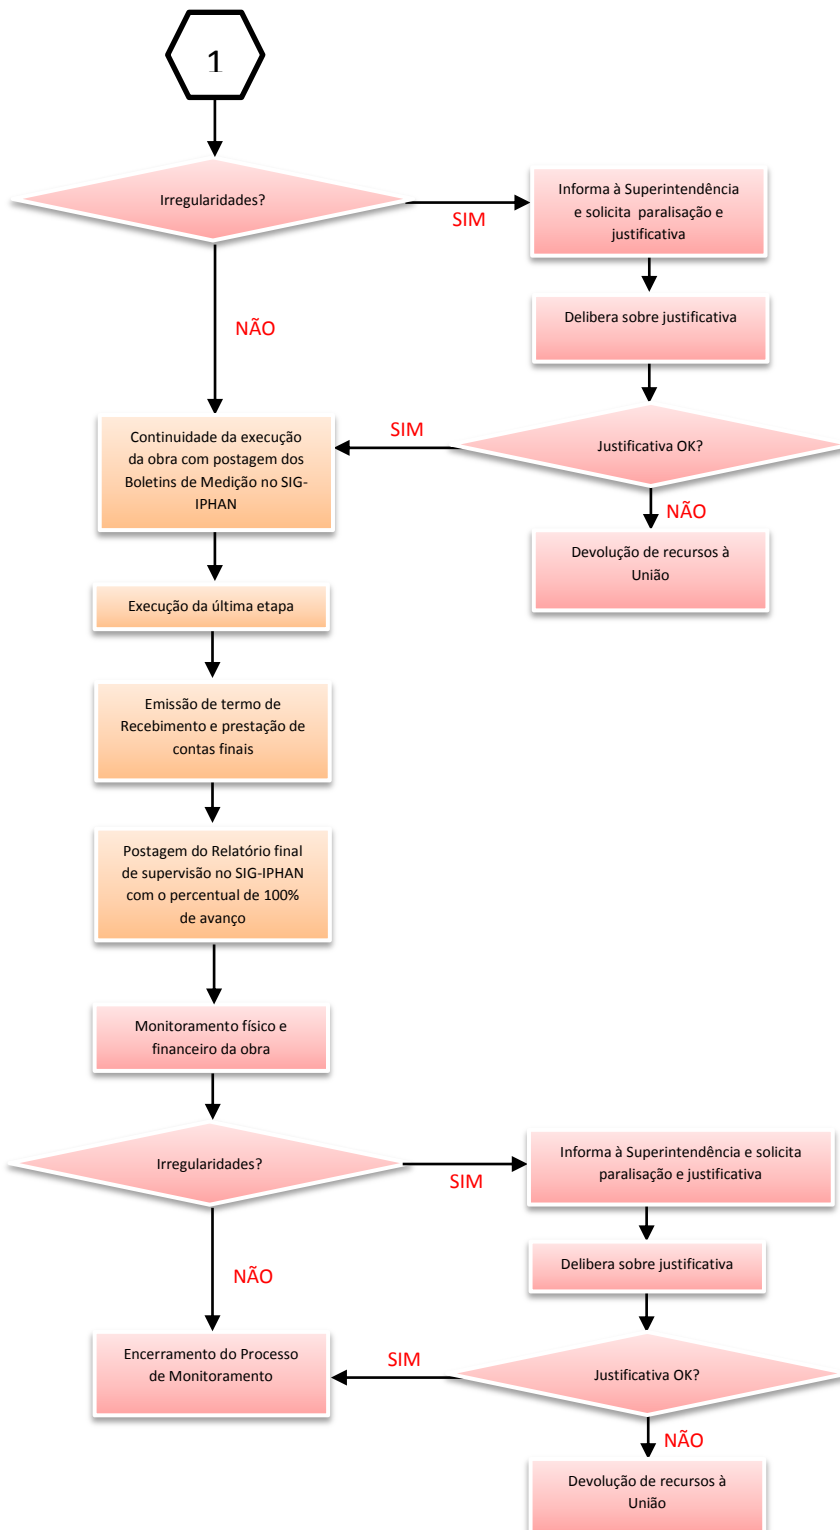 1
Irregularidades?
SIM
Informa à Superintendência
e solicita  paralisação e
justificativa
NÃO
Delibera sobre justificativa
Justificativa OK?
SIM
NÃO
Continuidade da execução
da obra com postagem dos
Boletins de Medição no SIG-
IPHAN
Devolução de recursos à
União
Execução da última etapa
Emissão de termo de
Recebimento e prestação de
contas finais
Postagem do Relatório final
de supervisão no SIG-IPHAN
com o percentual de 100%
de avanço
Monitoramento físico e
financeiro da obra
Irregularidades?
SIM
Informa à Superintendência e solicita
paralisação e justificativa
NÃO
Delibera sobre justificativa
Justificativa OK?
SIM
NÃO
Encerramento do Processo
de Monitoramento
Devolução de recursos à
União